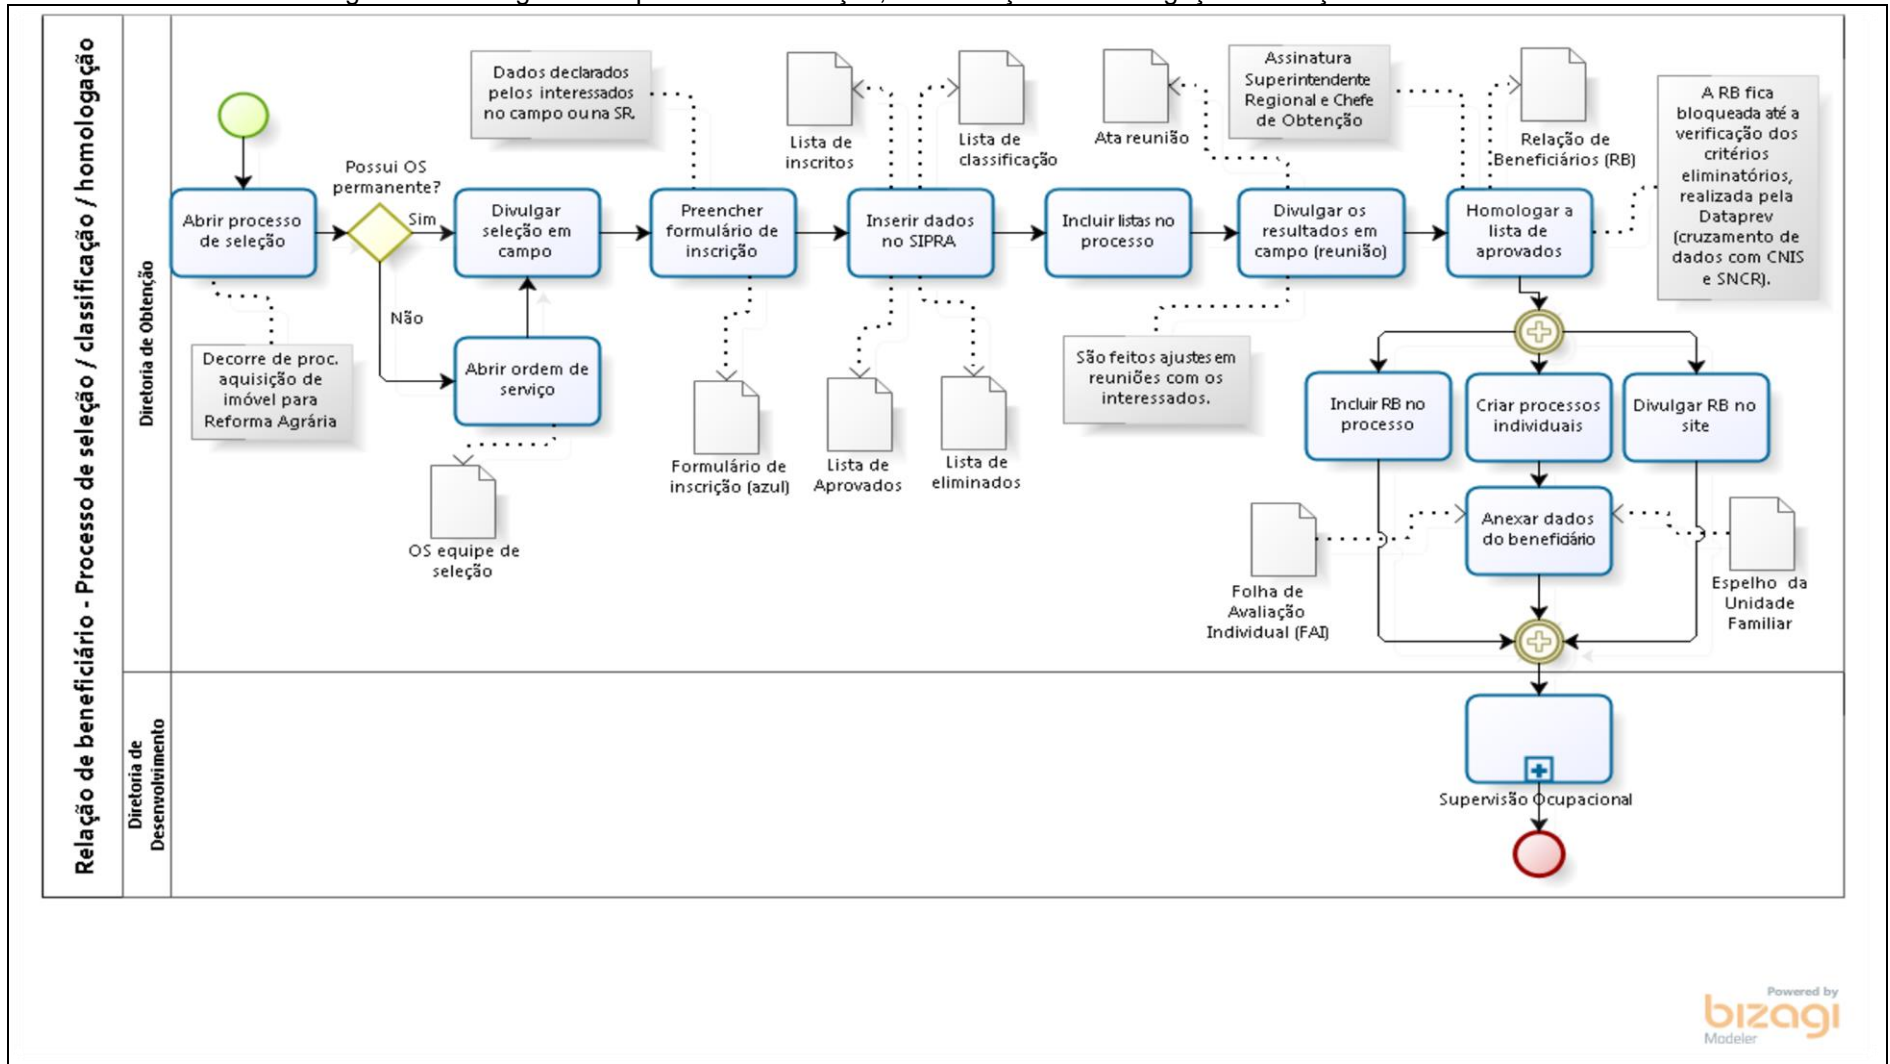 Relação de beneficiário - Processo de seleção / classificação / homologação
Diretoria de Obtenção
Abrir processo
de seleção
Decorre de proc.
aquisição de
imóvel para
Reforma Agrária
Possui OS
permanente?
Sim
Não
Divulgar
seleção em
campo
Abrir ordem de
serviço
OS equipe de
seleção
Dados declarados
pelos interessados
no campo ou na SR.
Preencher
formulário de
inscrição
Formulário de
inscrição (azul)
Lista de
inscritos
Lista de
classificação
Inserir dados
no SIPRA
Lista de
Aprovados
Lista de
eliminados
Incluir listas no
processo
Ata reunião
Divulgar os
resultados em
campo (reunião)
São feitos ajustes em
reuniões com os
interessados.
Assinatura
Superintendente
Regional e Chefe
de Obtenção
Relação de
Beneficiários (RB)
Homologar a
lista de
aprovados
A RB fica
bloqueada até a
verificação dos
critérios
eliminatórios,
realizada pela
Dataprev
(cruzamento de
dados com CNIS
e SNCR).
Incluir RB no
processo
Criar processos
individuais
Divulgar RB no
site
Anexar dados
do beneficiário
Folha de
Avaliação
Individual (FAI)
Espelho da
Unidade
Familiar
Diretoria de
Desenvolvimento
Supervisão Ocupacional
Powered by
bizagi
Modeler